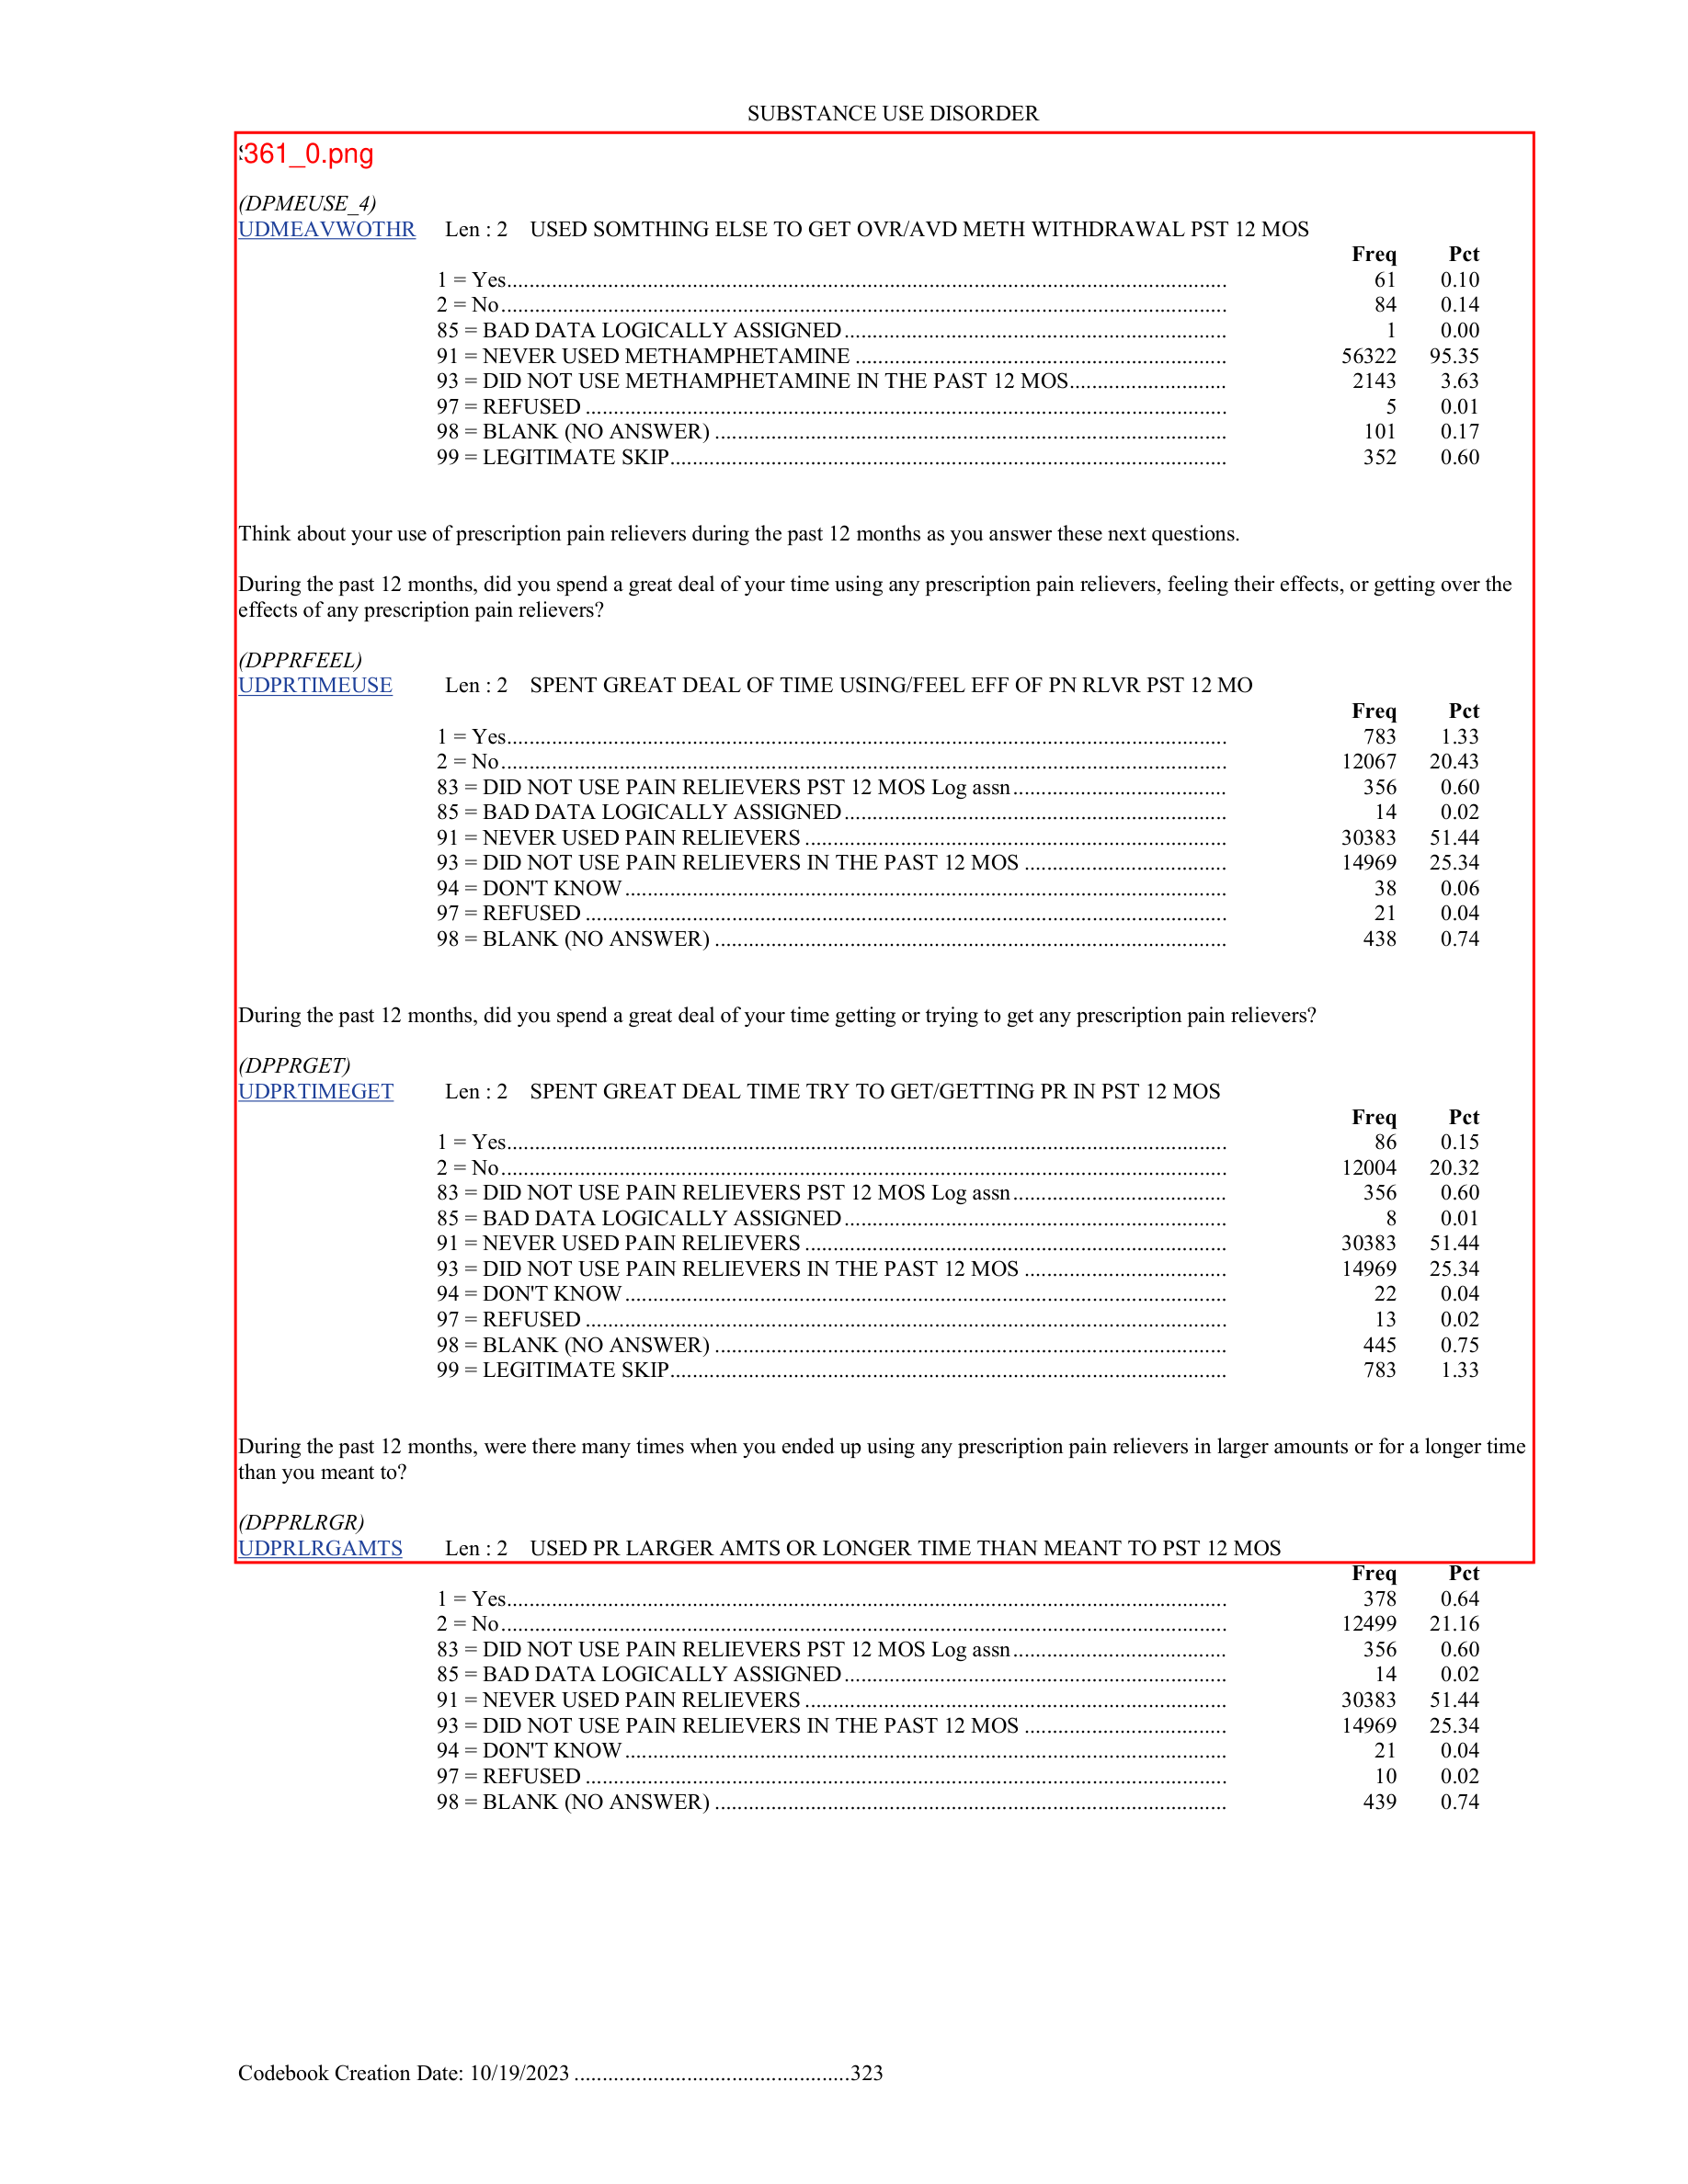 SUBSTANCE USE DISORDER
361_0.png
(DPMEUSE_4)
UDMEAVWOTHR Len : 2 USED SOMTHING ELSE TO GET OVR/AVD METH WITHDRAWAL PST 12 MOS
Freq Pct
1 = Yes 61 0.10
2 = No 84 0.14
85 = BAD DATA LOGICALLY ASSIGNED 1 0.00
91 = NEVER USED METHAMPHETAMINE 56322 95.35
93 = DID NOT USE METHAMPHETAMINE IN THE PAST 12 MOS 2143 3.63
97 = REFUSED 5 0.01
98 = BLANK (NO ANSWER) 101 0.17
99 = LEGITIMATE SKIP 352 0.60
Think about your use of prescription pain relievers during the past 12 months as you answer these next questions.
During the past 12 months, did you spend a great deal of your time using any prescription pain relievers, feeling their effects, or getting over the
effects of any prescription pain relievers?
(DPPRFEEL)
UDPRTIMEUSE Len : 2 SPENT GREAT DEAL OF TIME USING/FEEL EFF OF PN RLVR PST 12 MO
Freq Pct
1 = Yes 783 1.33
2 = No 12067 20.43
83 = DID NOT USE PAIN RELIEVERS PST 12 MOS Log assn 356 0.60
85 = BAD DATA LOGICALLY ASSIGNED 14 0.02
91 = NEVER USED PAIN RELIEVERS 30383 51.44
93 = DID NOT USE PAIN RELIEVERS IN THE PAST 12 MOS 14969 25.34
94 = DON'T KNOW 38 0.06
97 = REFUSED 21 0.04
98 = BLANK (NO ANSWER) 438 0.74
During the past 12 months, did you spend a great deal of your time getting or trying to get any prescription pain relievers?
(DPPRGET)
UDPRTIMEGET Len : 2 SPENT GREAT DEAL TIME TRY TO GET/GETTING PR IN PST 12 MOS
Freq Pct
1 = Yes 86 0.15
2 = No 12004 20.32
83 = DID NOT USE PAIN RELIEVERS PST 12 MOS Log assn 356 0.60
85 = BAD DATA LOGICALLY ASSIGNED 8 0.01
91 = NEVER USED PAIN RELIEVERS 30383 51.44
93 = DID NOT USE PAIN RELIEVERS IN THE PAST 12 MOS 14969 25.34
94 = DON'T KNOW 22 0.04
97 = REFUSED 13 0.02
98 = BLANK (NO ANSWER) 445 0.75
99 = LEGITIMATE SKIP 783 1.33
During the past 12 months, were there many times when you ended up using any prescription pain relievers in larger amounts or for a longer time
than you meant to?
(DPPRLRGR)
UDPRLRGAMTS Len : 2 USED PR LARGER AMTS OR LONGER TIME THAN MEANT TO PST 12 MOS
Freq Pct
1 = Yes 378 0.64
2 = No 12499 21.16
83 = DID NOT USE PAIN RELIEVERS PST 12 MOS Log assn 356 0.60
85 = BAD DATA LOGICALLY ASSIGNED 14 0.02
91 = NEVER USED PAIN RELIEVERS 30383 51.44
93 = DID NOT USE PAIN RELIEVERS IN THE PAST 12 MOS 14969 25.34
94 = DON'T KNOW 21 0.04
97 = REFUSED 10 0.02
98 = BLANK (NO ANSWER) 439 0.74
Codebook Creation Date: 10/19/2023 323